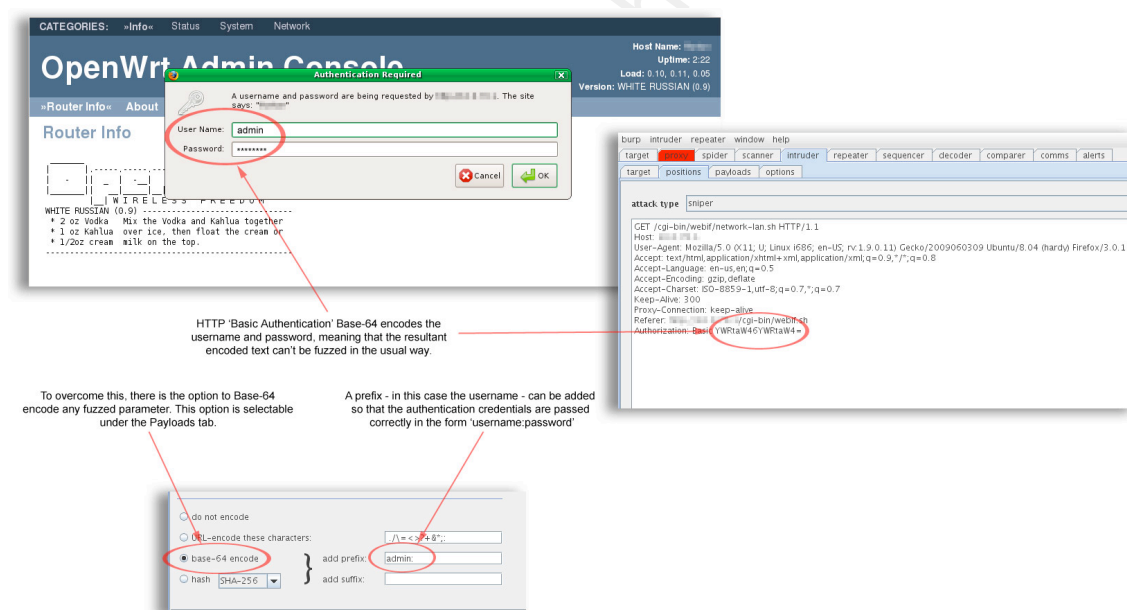 CATEGORIES: »Info« Status System Network
OpenWrt Admin Console
Host Name:
Uptime: 2:22
Load: 0.10, 0.11, 0.05
Version: WHITE RUSSIAN (0.9)
»Router Info« About
Router Info
Authentication Required
A username and password are being requested by The site
says: "
User Name: admin
Password: ********
Cancel OK
W I R E L E S S F R E E D O M
WHITE RUSSIAN (0.9) -------------------------------
* 2 oz Vodka Mix the Vodka and Kahlua together
* 1 oz Kahlua over ice, then float the cream or
* 1/2oz cream milk on the top.
---------------------------------------------------
burp intruder repeater window help
target proxy spider scanner intruder repeater sequencer decoder comparer comms alerts
target positions payloads options
attack type sniper
GET /cgi-bin/webif/network-lan.sh HTTP/1.1
Host:
User-Agent: Mozilla/5.0 (X11; U; Linux i686; en-US; rv:1.9.0.11) Gecko/2009060309 Ubuntu/8.04 (hardy) Firefox/3.0.1
Accept: text/html,application/xhtml+xml,application/xml;q=0.9,*/*;q=0.8
Accept-Language: en-us,en;q=0.5
Accept-Encoding: gzip,deflate
Accept-Charset: ISO-8859-1,utf-8;q=0.7,*;q=0.7
Keep-Alive: 300
Proxy-Connection: keep-alive
Referer: /cgi-bin/webif.sh
Authorization: Basic YWRtaW46YWRtaW4=
HTTP 'Basic Authentication' Base-64 encodes the
username and password, meaning that the resultant
encoded text can't be fuzzed in the usual way.
To overcome this, there is the option to Base-64
encode any fuzzed parameter. This option is selectable
under the Payloads tab.
A prefix - in this case the username - can be added
so that the authentication credentials are passed
correctly in the form 'username:password'
do not encode
URL-encode these characters: ./\=<>?+&*;:
base-64 encode } add prefix: admin:
hash SHA-256 add suffix: